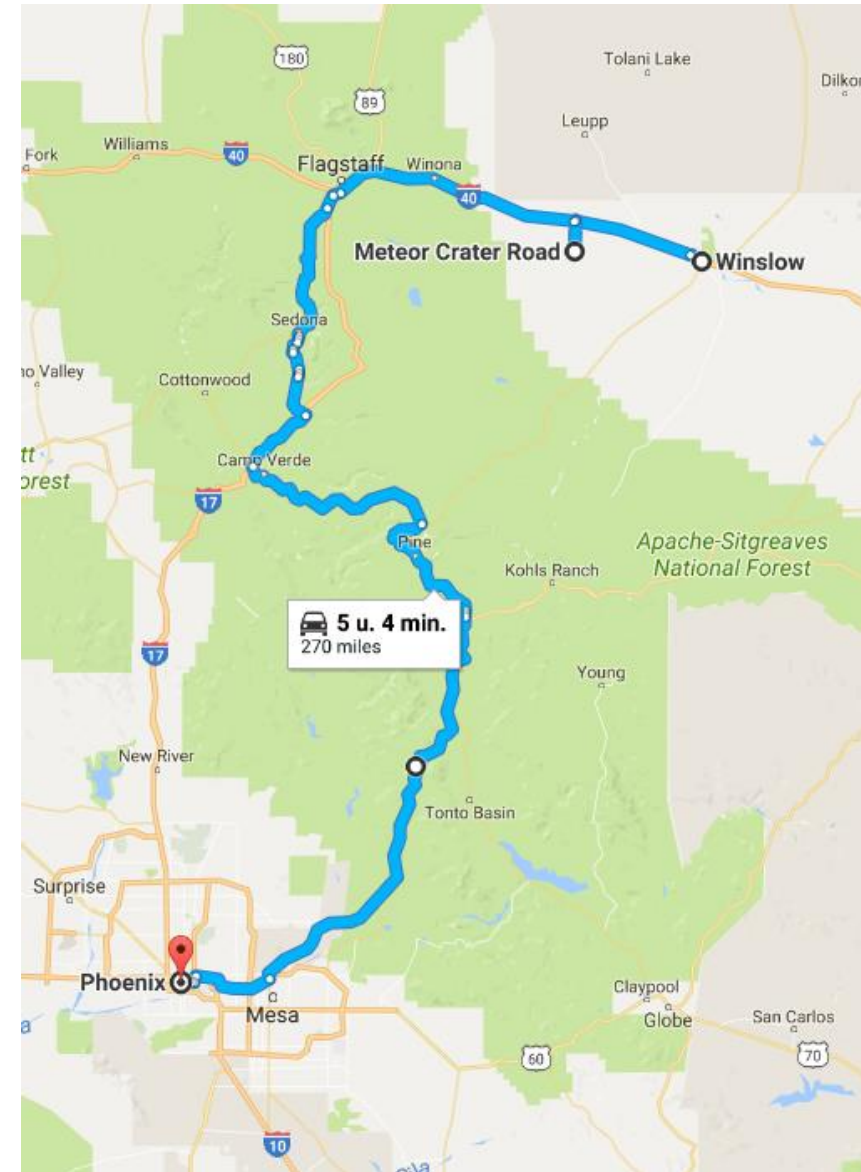 180
Tolani Lake
89
Dilkon
Leupp
Fork
Williams
40
Flagstaff
Winona
40
Meteor Crater Road
Winslow
Sedona
no Valley
Cottonwood
tt
orest
Camp Verde
17
Pine
Kohls Ranch
Apache-Sitgreaves
National Forest
5 u. 4 min.
270 miles
17
Young
New River
Tonto Basin
Surprise
Phoenix
Mesa
Claypool
Globe
San Carlos
a
60
70
10